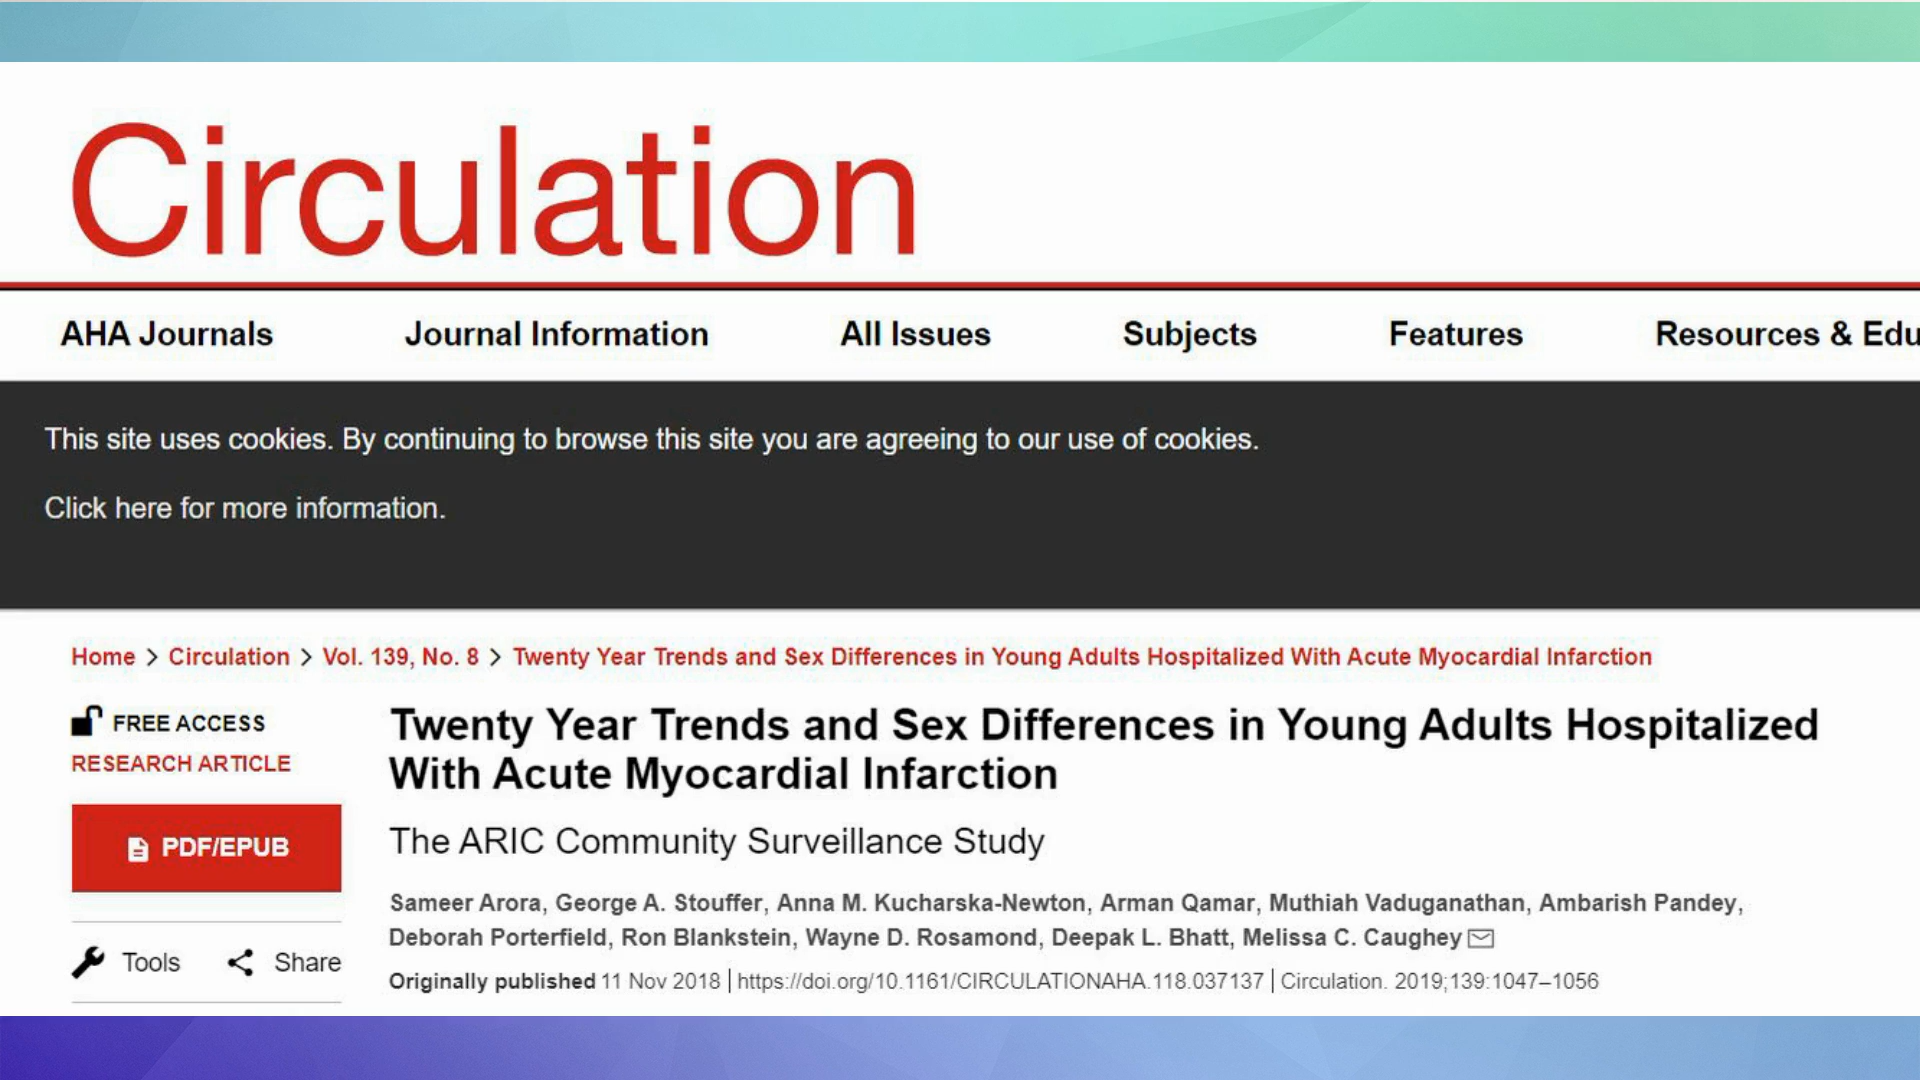 Circulation
AHA Journals Journal Information All Issues Subjects Features Resources & Edu
This site uses cookies. By continuing to browse this site you are agreeing to our use of cookies.
Click here for more information.
Home > Circulation > Vol. 139, No. 8 > Twenty Year Trends and Sex Differences in Young Adults Hospitalized With Acute Myocardial Infarction
FREE ACCESS
RESEARCH ARTICLE
PDF/EPUB
Tools Share
Twenty Year Trends and Sex Differences in Young Adults Hospitalized
With Acute Myocardial Infarction
The ARIC Community Surveillance Study
Sameer Arora, George A. Stouffer, Anna M. Kucharska-Newton, Arman Qamar, Muthiah Vaduganathan, Ambarish Pandey,
Deborah Porterfield, Ron Blankstein, Wayne D. Rosamond, Deepak L. Bhatt, Melissa C. Caughey
Originally published 11 Nov 2018 | https://doi.org/10.1161/CIRCULATIONAHA.118.037137 | Circulation. 2019;139:1047–1056